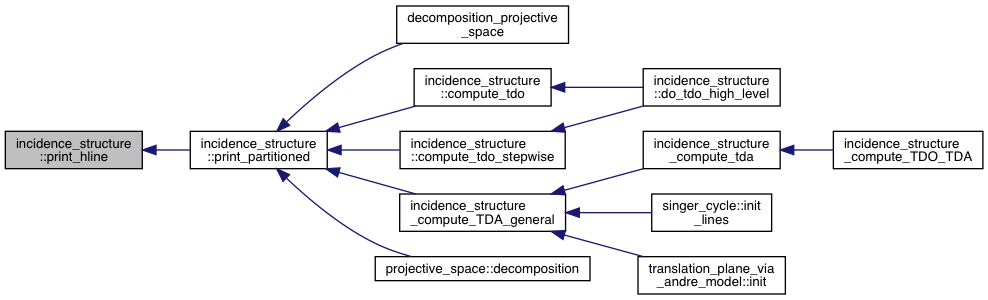 incidence_structure
::print_hline
incidence_structure
::print_partitioned
decomposition_projective
_space
incidence_structure
::compute_tdo
incidence_structure
::compute_tdo_stepwise
incidence_structure
_compute_TDA_general
projective_space::decomposition
incidence_structure
::do_tdo_high_level
incidence_structure
_compute_tda
singer_cycle::init
_lines
translation_plane_via
_andre_model::init
incidence_structure
_compute_TDO_TDA